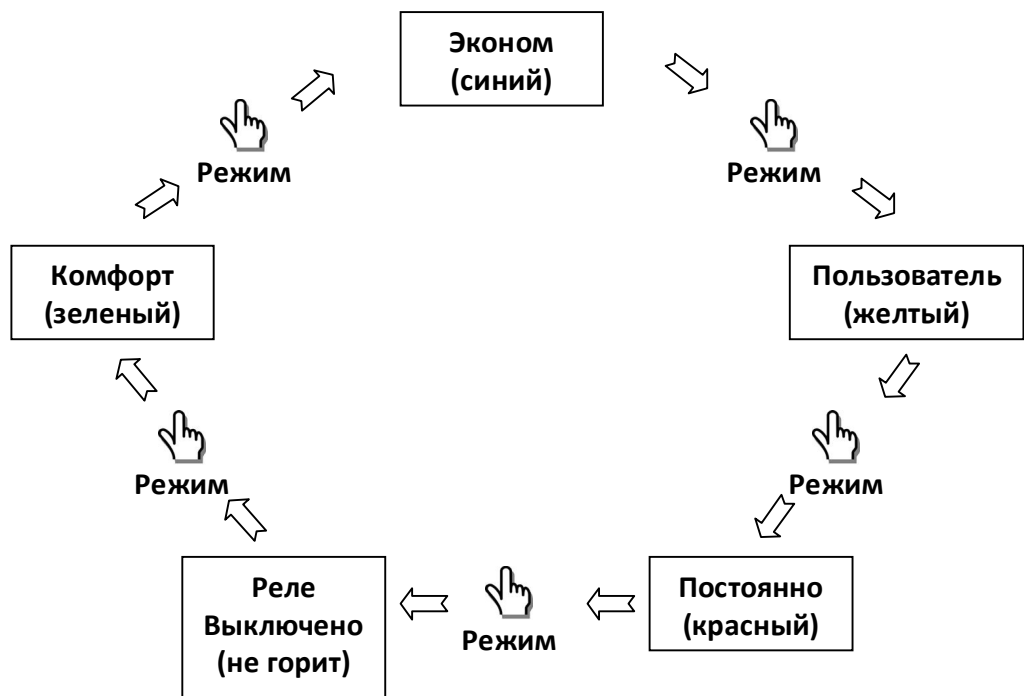 Эконом
(синий)
Режим
Режим
Комфорт
(зеленый)
Пользователь
(желтый)
Режим
Режим
Реле
Выключено
(не горит)
Режим
Постоянно
(красный)